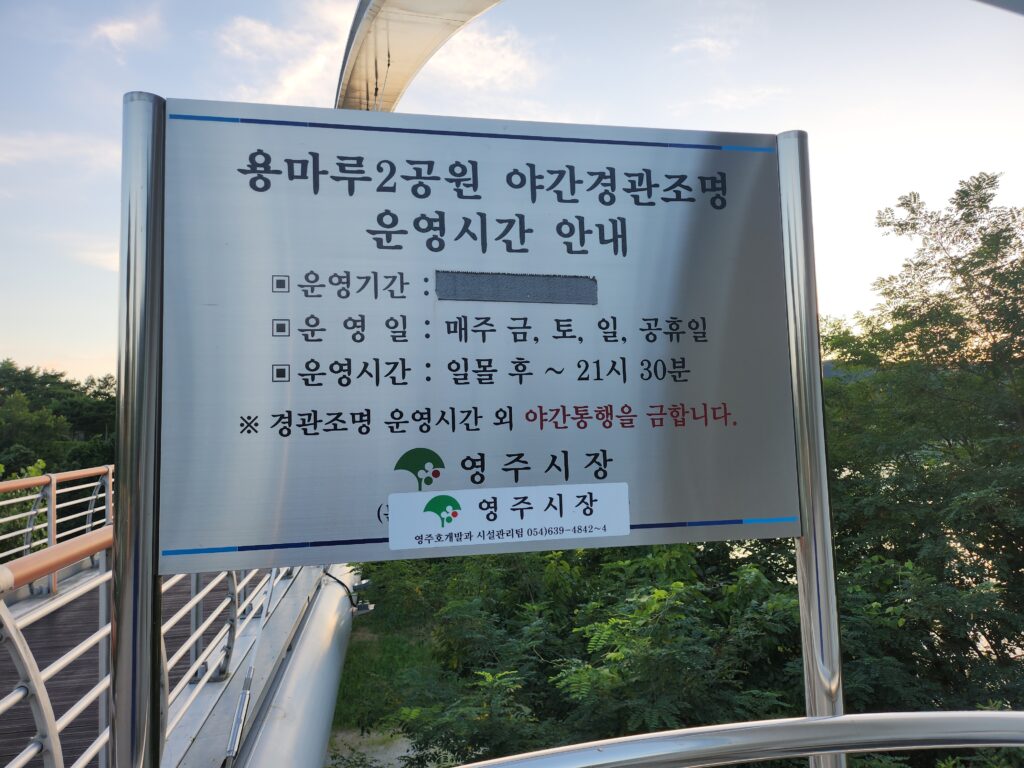 용마루2공원 야간경관조명
운영시간 안내
▣ 운영기간 :
▣ 운 영 일 : 매주 금, 토, 일, 공휴일
▣ 운영시간 : 일몰 후 ~ 21시 30분
※ 경관조명 운영시간 외 야간통행을 금합니다.
영주시장
영주시장
영주호개발과 시설관리팀 054)639-4842~4